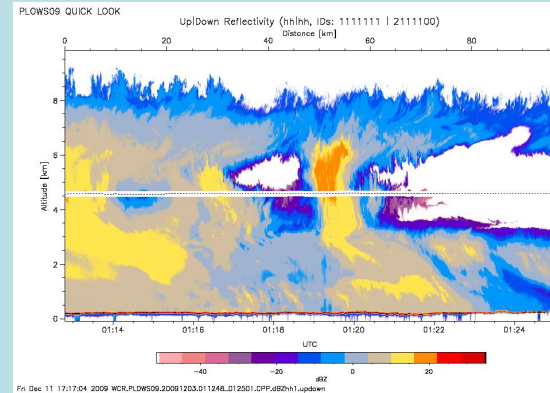 PLOWS09 QUICK LOOK
Up|Down Reflectivity (hhlhh, IDs: 1111111 | 2111100)
Distance [km]
0 20 40 60 80
8
6
Altitude [km]
4
2
0
01:14 01:16 01:18 01:20 01:22 01:24
UTC
-40 -20 0 20
dBZ
Fri Dec 11 17:17:04 2009 WCR.PLOWS09.20091203.011248_012501.CPP.dBZhh1.updown